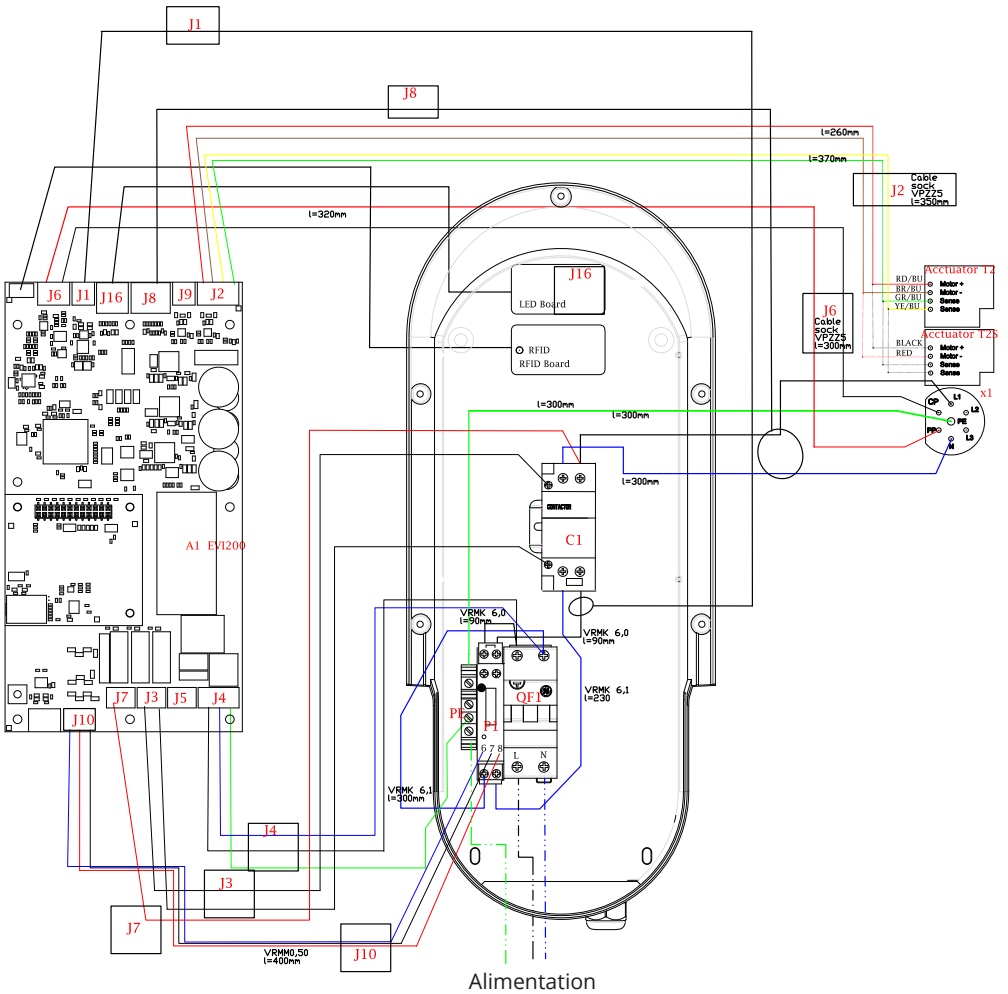 J1
J8
l=260mm
l=370mm
Cable
sock
VPZZ5
l=350mm
J2
l=320mm
J6
J1
J16
J8
J9
J2
J16
LED Board
RFID
RFID Board
J6
Cable
sock
VPZZ5
l=300mm
Acctuator T2
RD/BU
Motor +
BR/BU
Motor -
GR/BU
Sense
YE/BU
Sense
Acctuator T2S
BLACK
Motor +
RED
Motor -
Sense
Sense
x1
CP
L1
L2
PE
PP
L3
N
l=300mm
l=300mm
l=300mm
CONTACTOR
C1
A1 EVI200
VRMK 6,0
l=90mm
VRMK 6,0
l=90mm
VRMK 6,1
l=230
QF1
PE
P1
6 7 8
L
N
J7
J3
J5
J4
J10
VRMK 6,1
l=300mm
J4
J3
J7
J10
VRMM0,50
l=400mm
Alimentation